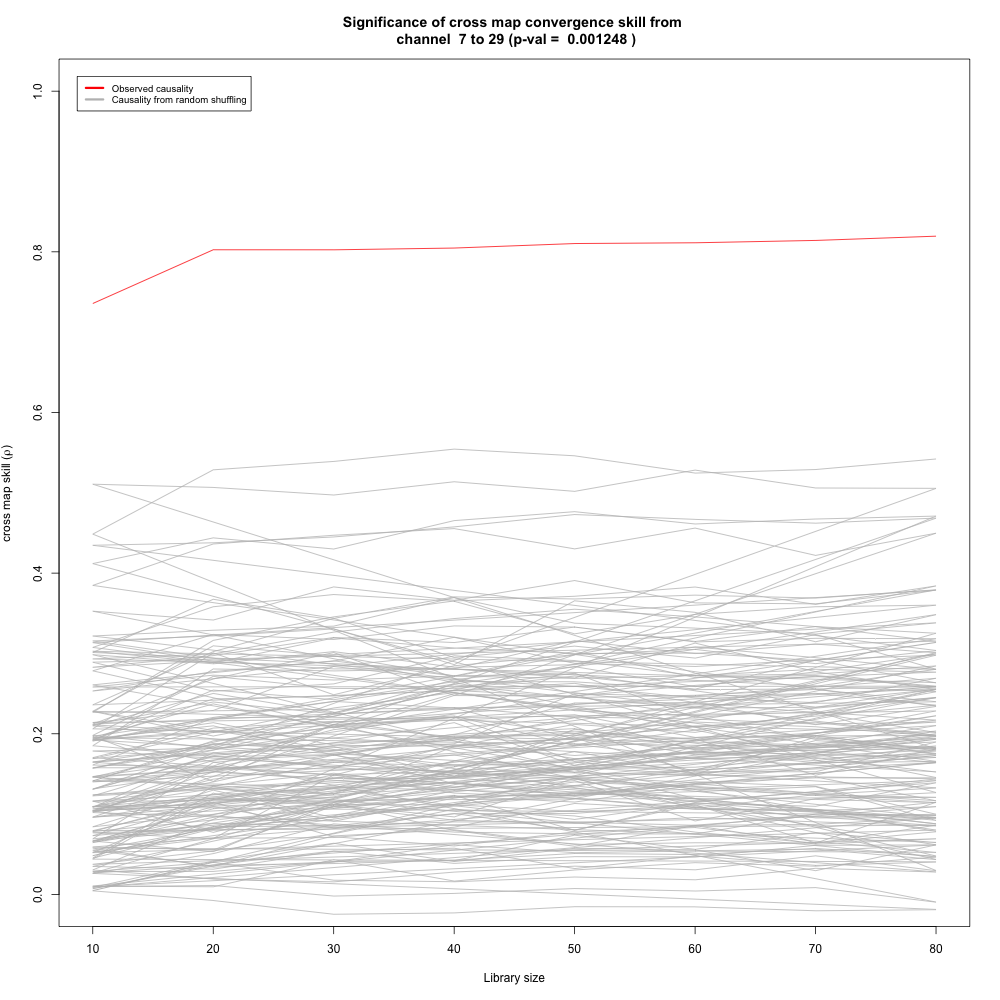 Significance of cross map convergence skill from
channel 7 to 29 (p-val = 0.001248 )
Observed causality
Causality from random shuffling
cross map skill (ρ)
1.0
0.8
0.6
0.4
0.2
0.0
10 20 30 40 50 60 70 80
Library size